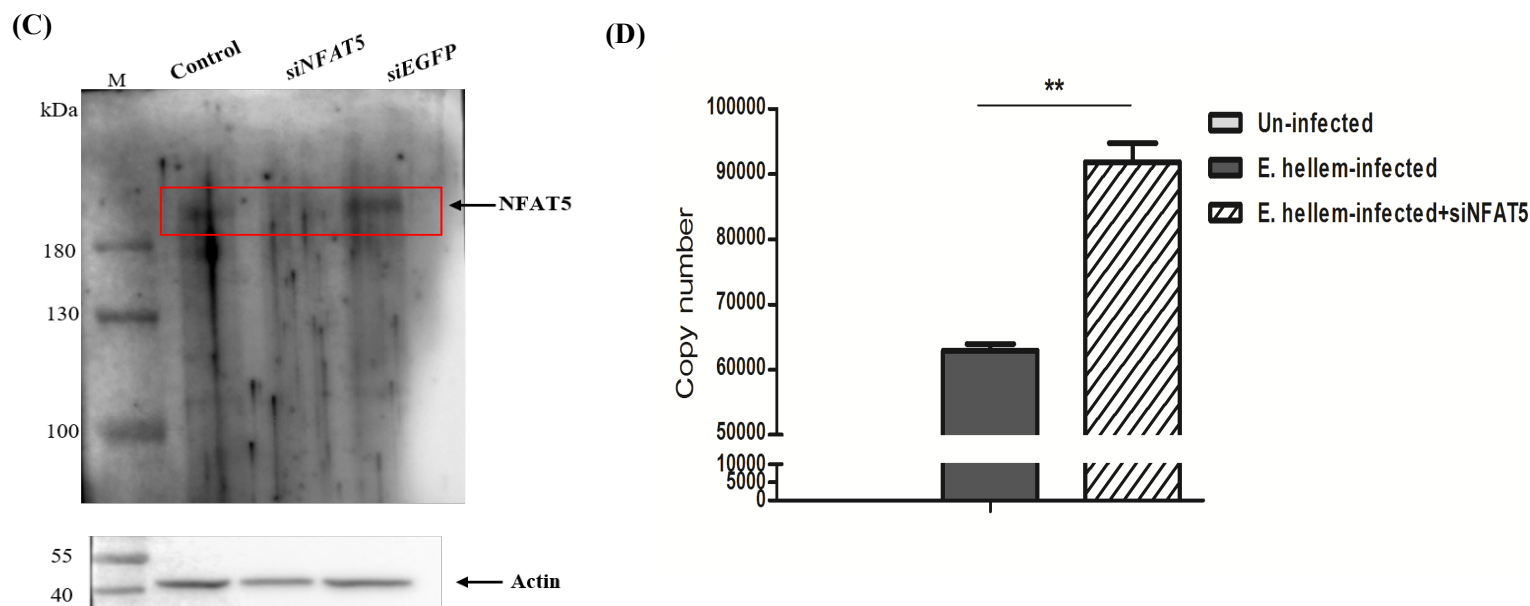 (C)
M Control siNFAT5 siEGFP
kDa
NFAT5
180
130
100
55
Actin
40
(D)
**
100000
90000
80000
70000
60000
50000
10000
5000
0
Copy number
Un-infected
E. hellem-infected
E. hellem-infected+siNFAT5